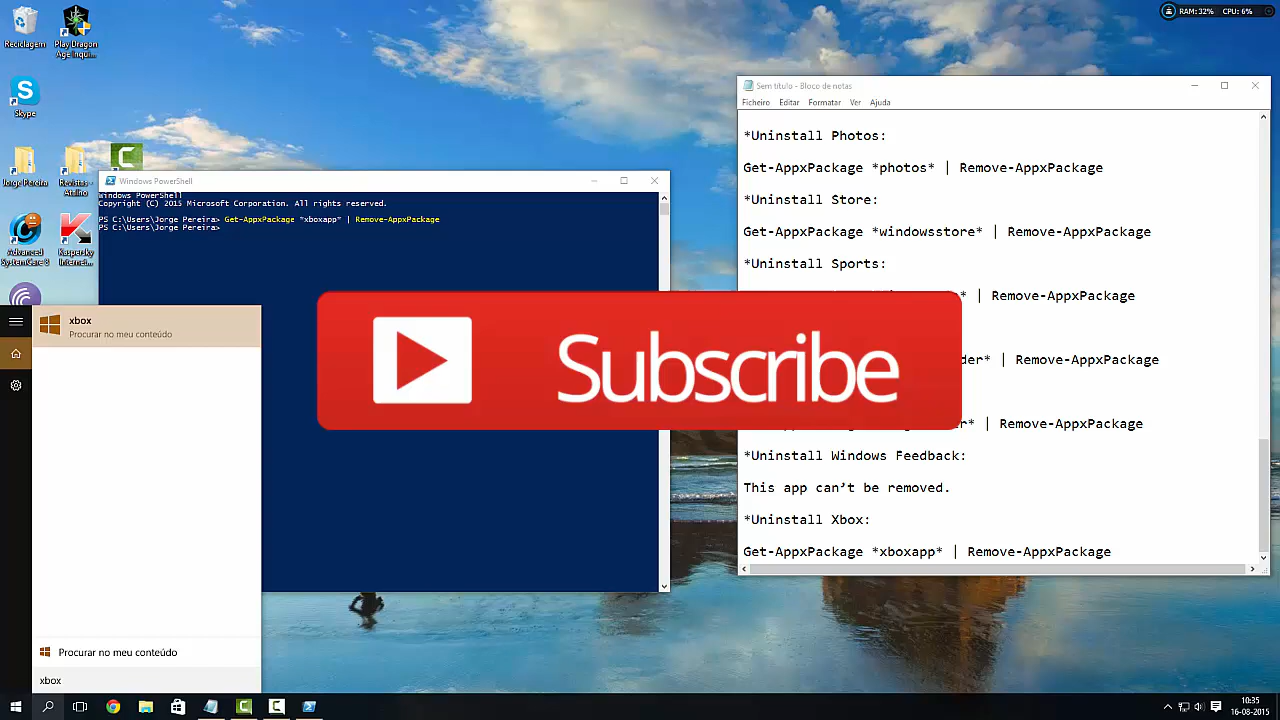 Reciclagem
Play Dragon
Age Inqui...
RAM: 32% CPU: 6%
Skype
Jorge Pereira
Revistas -
Advanced
SystemCare 8
Kaspersky
Internet...
Windows PowerShell
Windows PowerShell
Copyright (C) 2015 Microsoft Corporation. All rights reserved.
PS C:\Users\Jorge Pereira> Get-AppxPackage *xboxapp* | Remove-AppxPackage
PS C:\Users\Jorge Pereira>
Sem título - Bloco de notas
Ficheiro Editar Formatar Ver Ajuda
*Uninstall Photos:
Get-AppxPackage *photos* | Remove-AppxPackage
*Uninstall Store:
Get-AppxPackage *windowsstore* | Remove-AppxPackage
*Uninstall Sports:
* | Remove-AppxPackage
der* | Remove-AppxPackage
* | Remove-AppxPackage
*Uninstall Windows Feedback:
This app can’t be removed.
*Uninstall Xbox:
Get-AppxPackage *xboxapp* | Remove-AppxPackage
Subscribe
xbox
Procurar no meu conteúdo
Procurar no meu conteúdo
xbox
10:35
16-08-2015